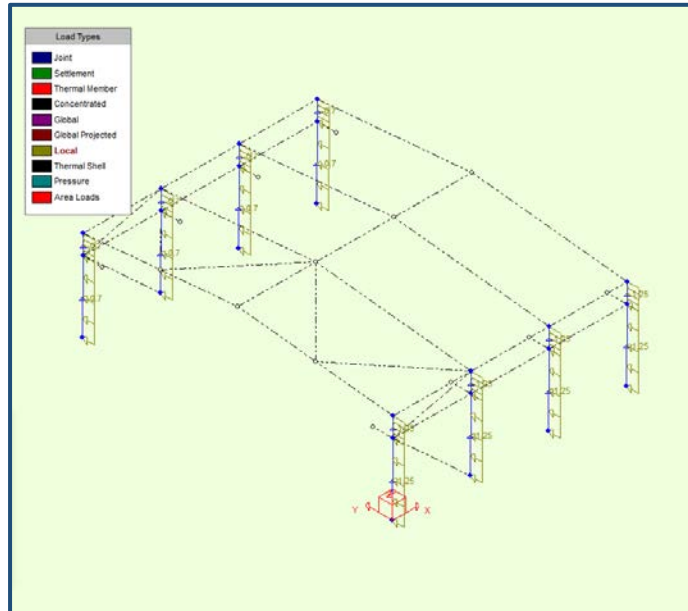 Load Types
Joint
Settlement
Thermal Member
Concentrated
Global
Global Projected
Local
Thermal Shell
Pressure
Area Loads
0.7
0.7
0.7
0.7
1.25
1.25
1.25
1.25
Y
X